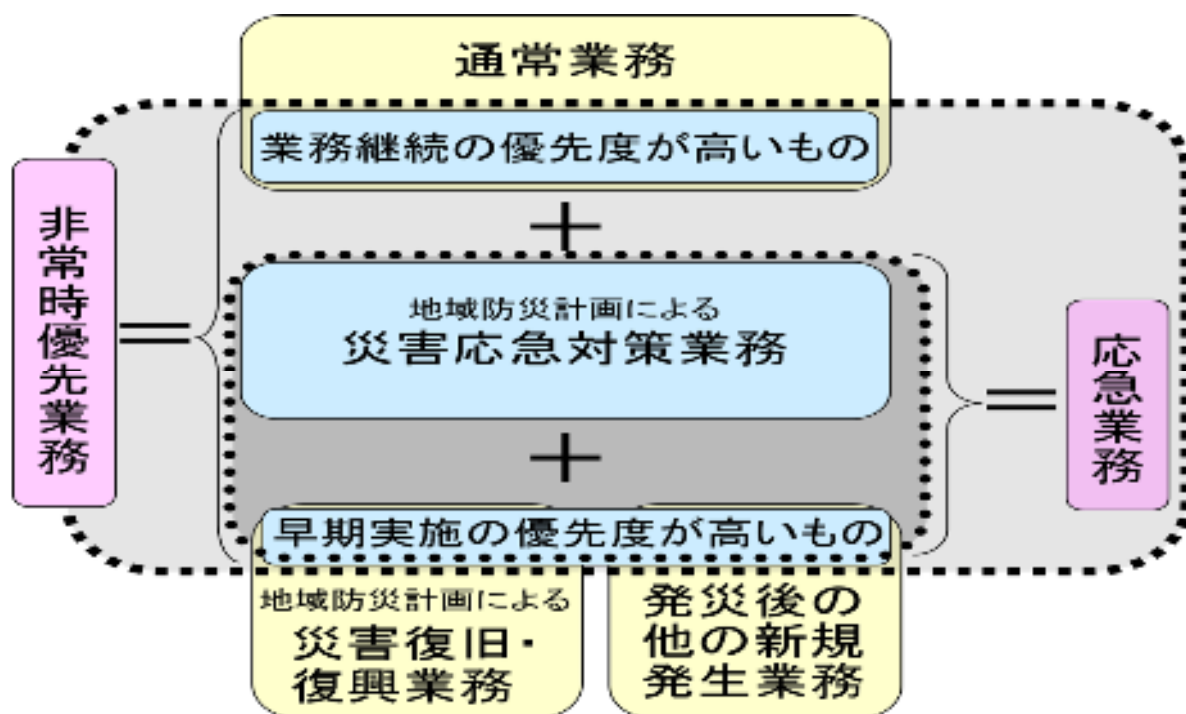 通常業務
業務継続の優先度が高いもの
＋
非常時優先業務
＝
地域防災計画による
災害応急対策業務
＝
応急業務
＋
早期実施の優先度が高いもの
地域防災計画による
災害復旧・
復興業務
発災後の
他の新規
発生業務